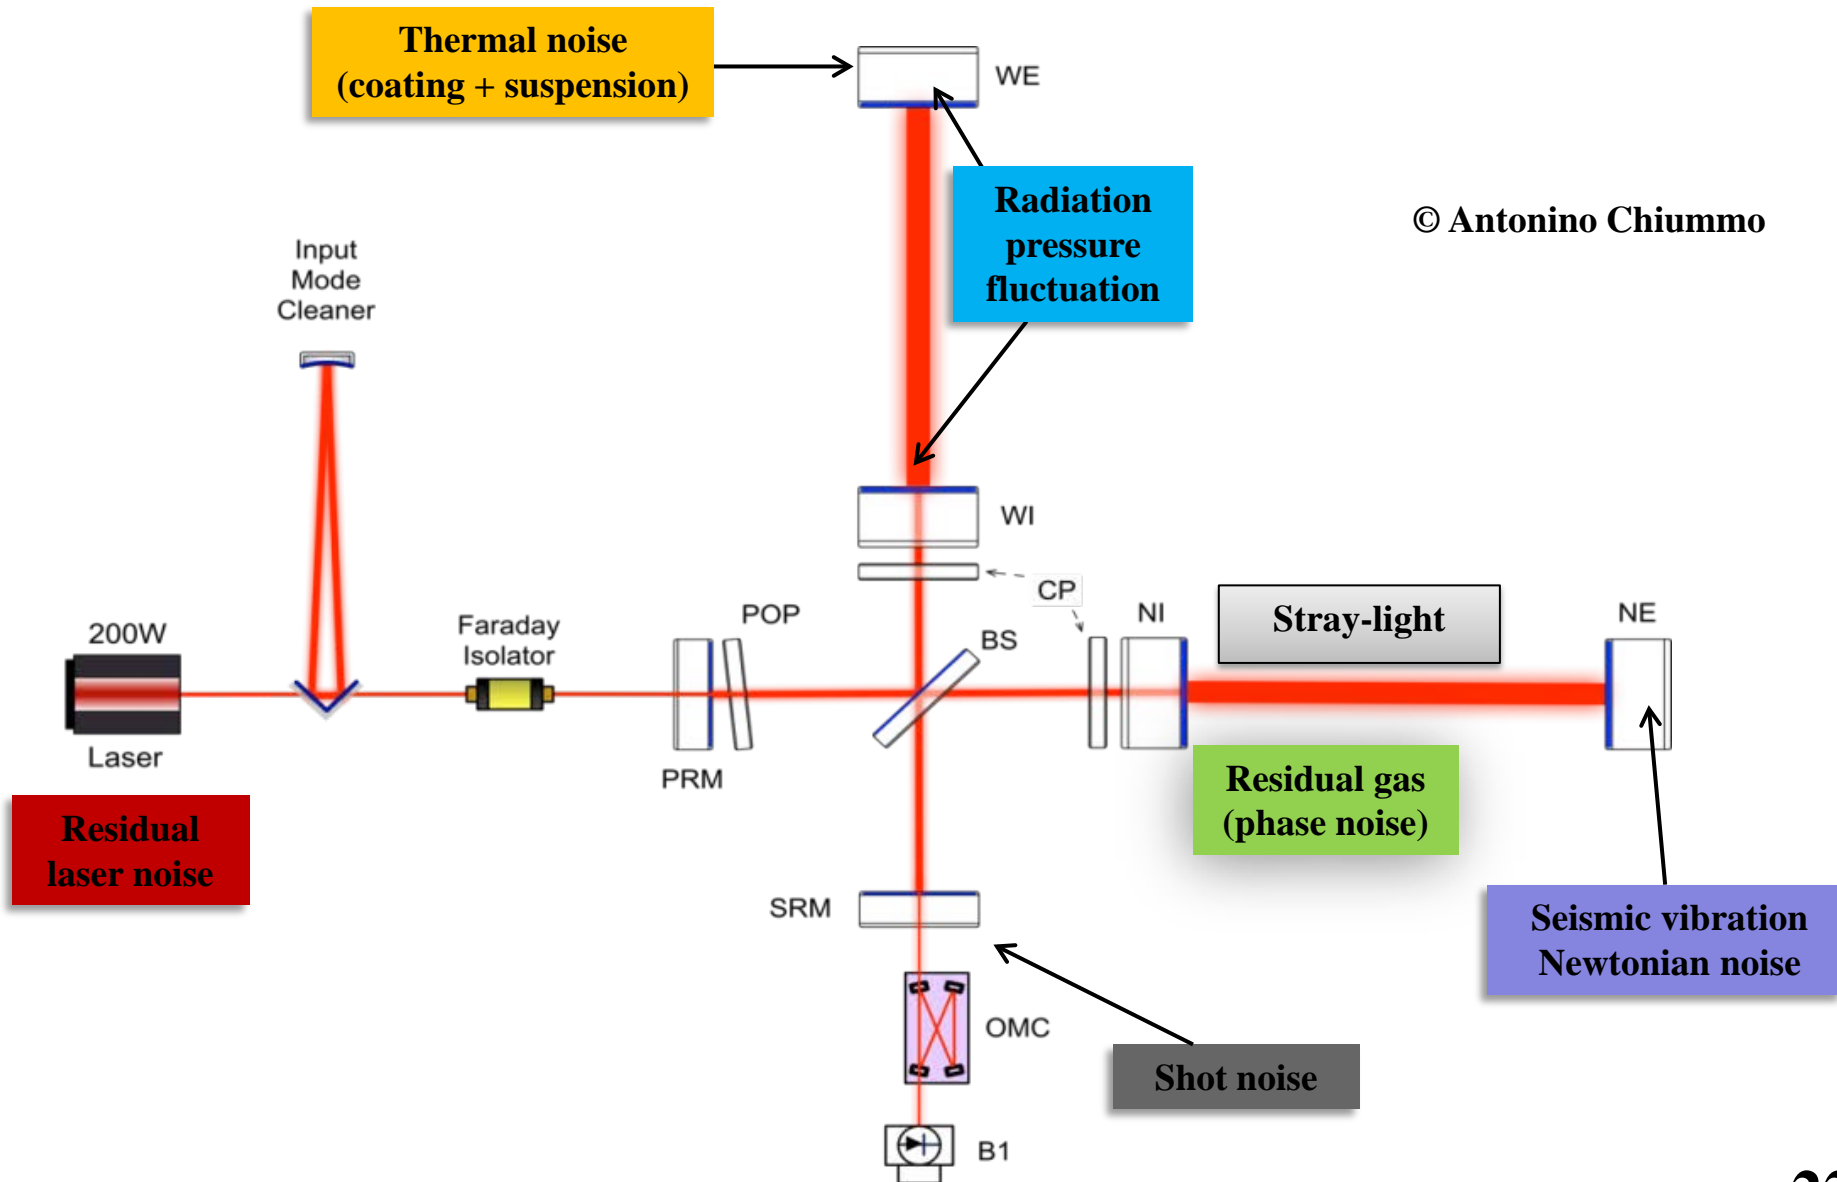 Thermal noise
(coating + suspension)
WE
Radiation
pressure
fluctuation
© Antonino Chiummo
Input
Mode
Cleaner
WI
CP
200W
Laser
Faraday
Isolator
POP
PRM
BS
NI
Stray-light
NE
Residual
laser noise
Residual gas
(phase noise)
SRM
Seismic vibration
Newtonian noise
OMC
Shot noise
B1